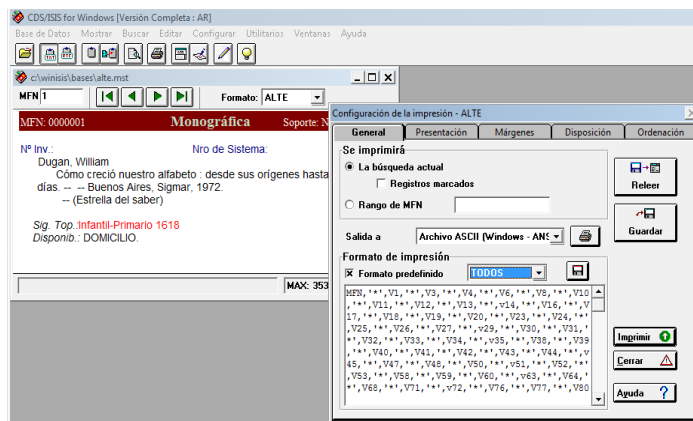 CDS/ISIS for Windows [Versión Completa : AR]
Base de Datos Mostrar Buscar Editar Configurar Utilitarios Ventanas Ayuda
c:\winisis\bases\alte.mst
MFN 1 Formato: ALTE
MFN: 0000001 Monográfica Soporte: N
Nº Inv.: Nro de Sistema:
Dugan, William
Cómo creció nuestro alfabeto : desde sus orígenes hasta
días. -- -- Buenos Aires, Sigmar, 1972.
-- (Estrella del saber)
Sig. Top.:Infantil-Primario 1618
Disponib.: DOMICILIO.
MAX: 353
Configuración de la impresión - ALTE
General Presentación Márgenes Disposición Ordenación
Se imprimirá
La búsqueda actual
Registros marcados
Rango de MFN
Releer
Guardar
Salida a Archivo ASCII (Windows - ANS
Formato de impresión
Formato predefinido TODOS
MFN,'*',V1,'*',V3,'*',V4,'*',V6,'*',V8,'*',V10
,'*',V11,'*',V12,'*',V13,'*',v14,'*',V16,'*',V
17,'*',V18,'*',V19,'*',V20,'*',V23,'*',V24,'*'
,V25,'*',V26,'*',V27,'*',v29,'*',V30,'*',V31,'
*',V32,'*',V33,'*',V34,'*',v35,'*',V38,'*',V39
,'*',V40,'*',V41,'*',V42,'*',V43,'*',V44,'*',v
45,'*',V47,'*',V48,'*',V50,'*',v51,'*',V52,'*'
,V53,'*',V58,'*',V59,'*',V60,'*',v63,'*',V64,'
*',V68,'*',V71,'*',v72,'*',V76,'*',V77,'*',V80
Imprimir
Cerrar
Ayuda